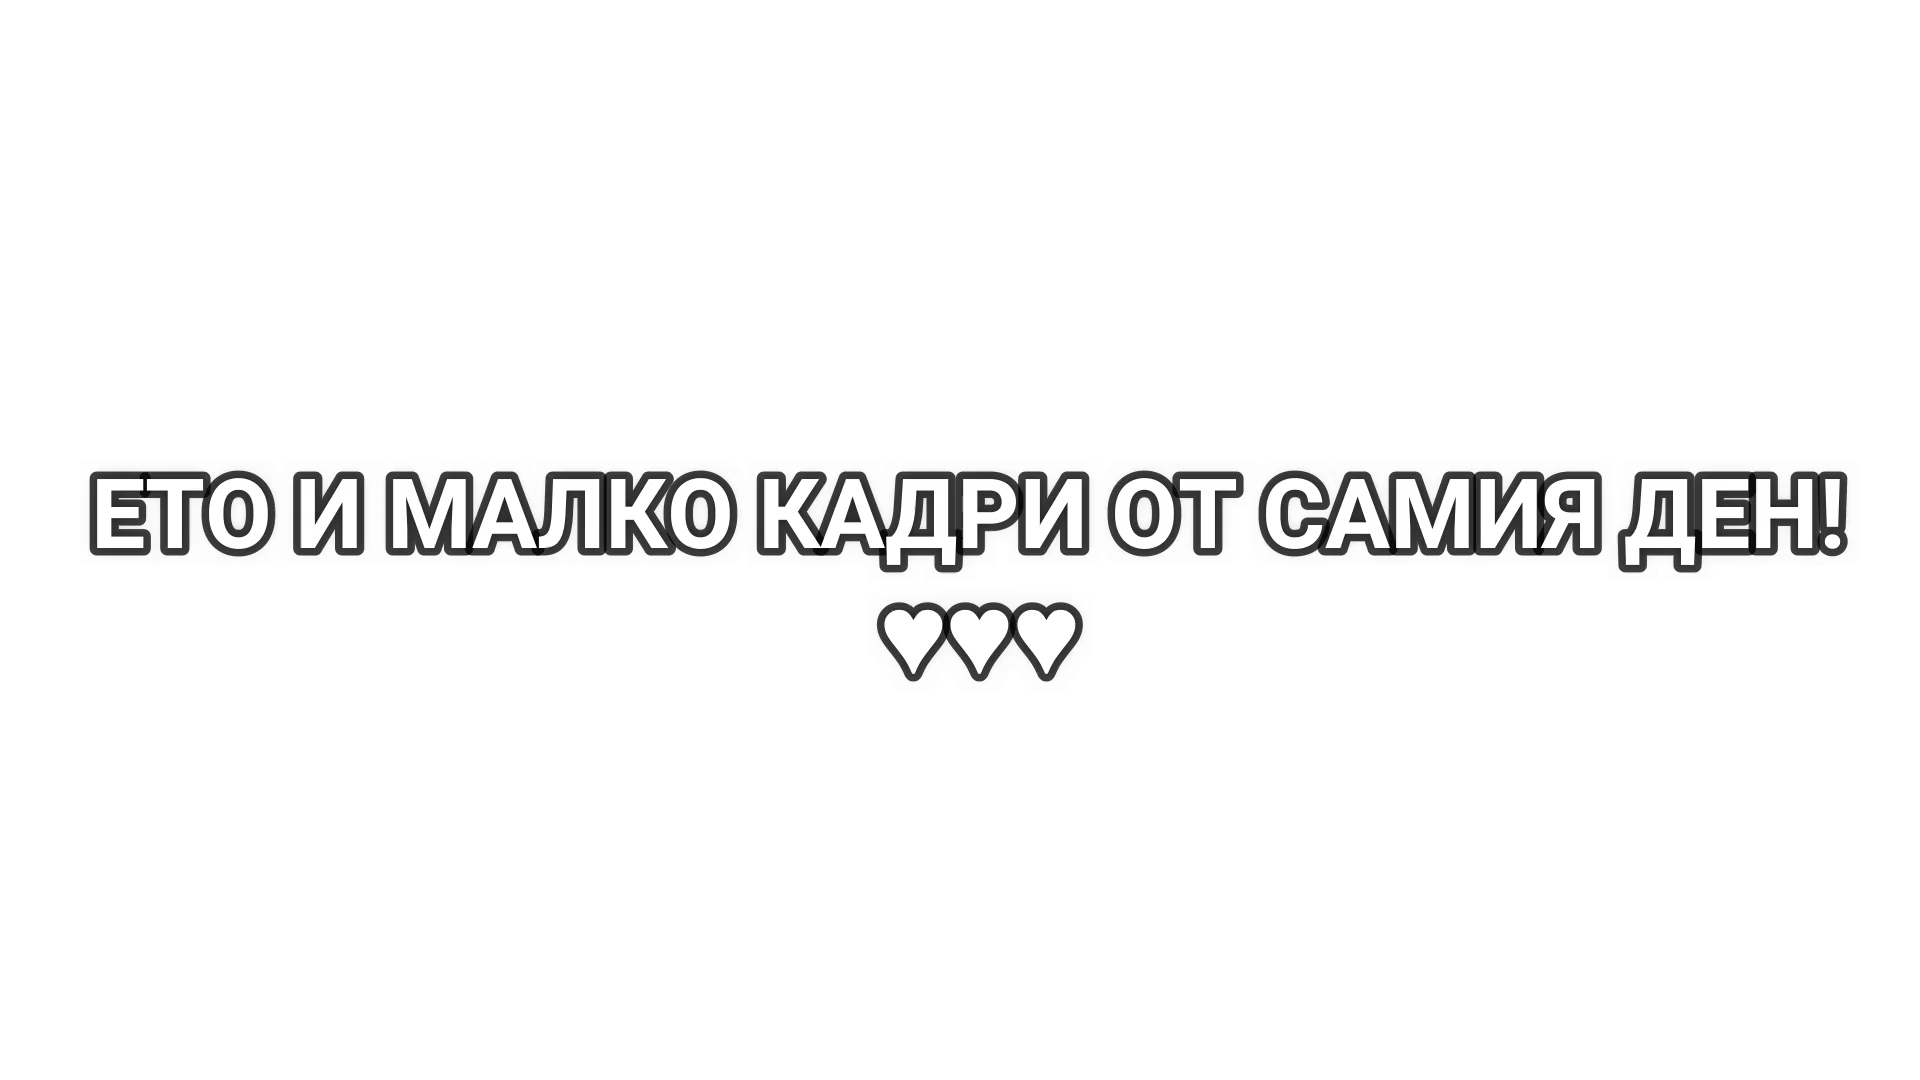 ЕТО И МАЛКО КАДРИ ОТ САМИЯ ДЕН!
♥♥♥